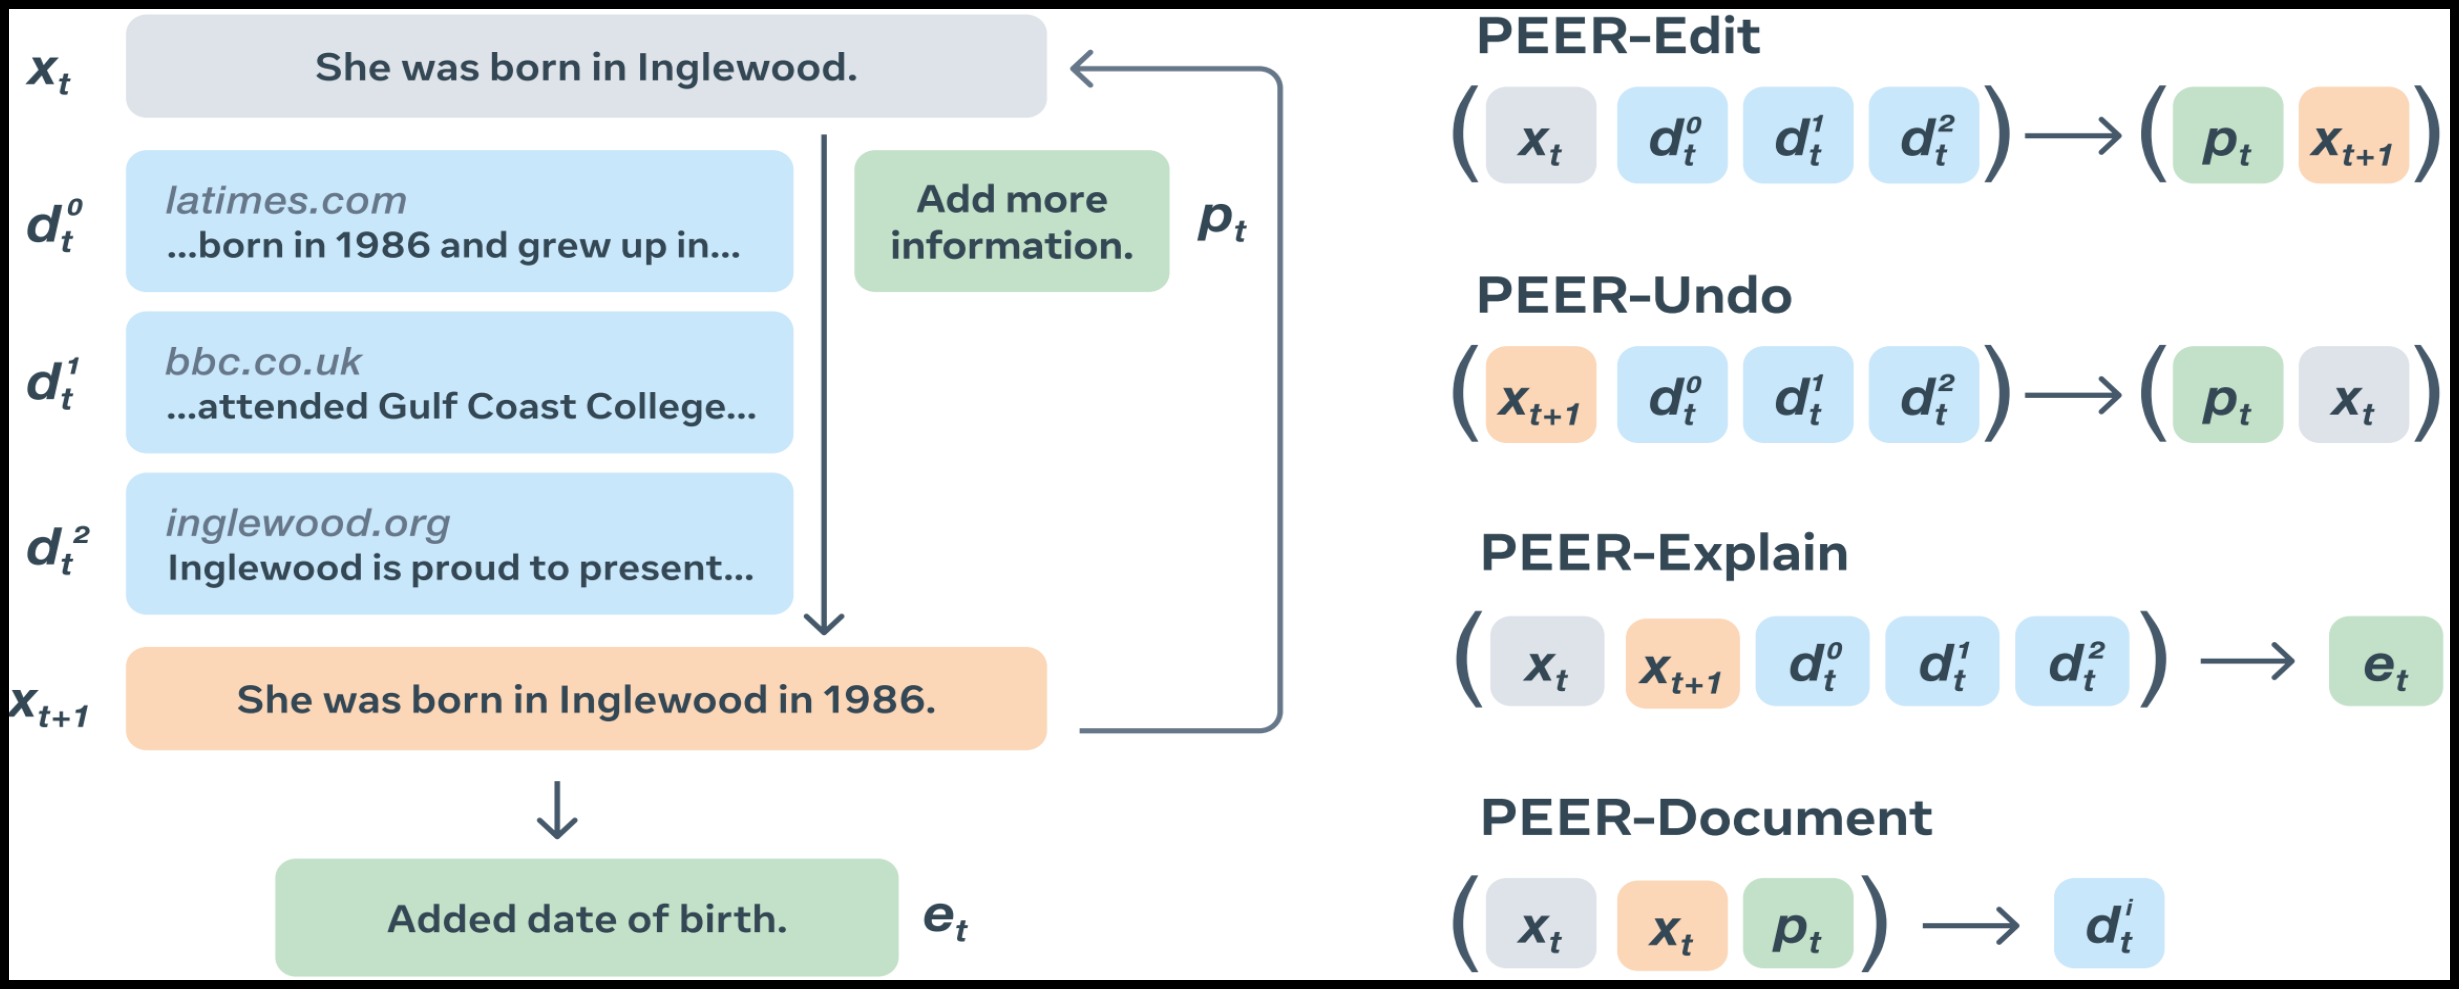 x_t
She was born in Inglewood.
d_t^0
latimes.com
...born in 1986 and grew up in...
Add more
information.
p_t
d_t^1
bbc.co.uk
...attended Gulf Coast College...
d_t^2
inglewood.org
Inglewood is proud to present...
x_{t+1}
She was born in Inglewood in 1986.
Added date of birth.
e_t
PEER-Edit
( x_t d_t^0 d_t^1 d_t^2 ) → ( p_t x_{t+1} )
PEER-Undo
( x_{t+1} d_t^0 d_t^1 d_t^2 ) → ( p_t x_t )
PEER-Explain
( x_t x_{t+1} d_t^0 d_t^1 d_t^2 ) → e_t
PEER-Document
( x_t x_t p_t ) → d_t^i